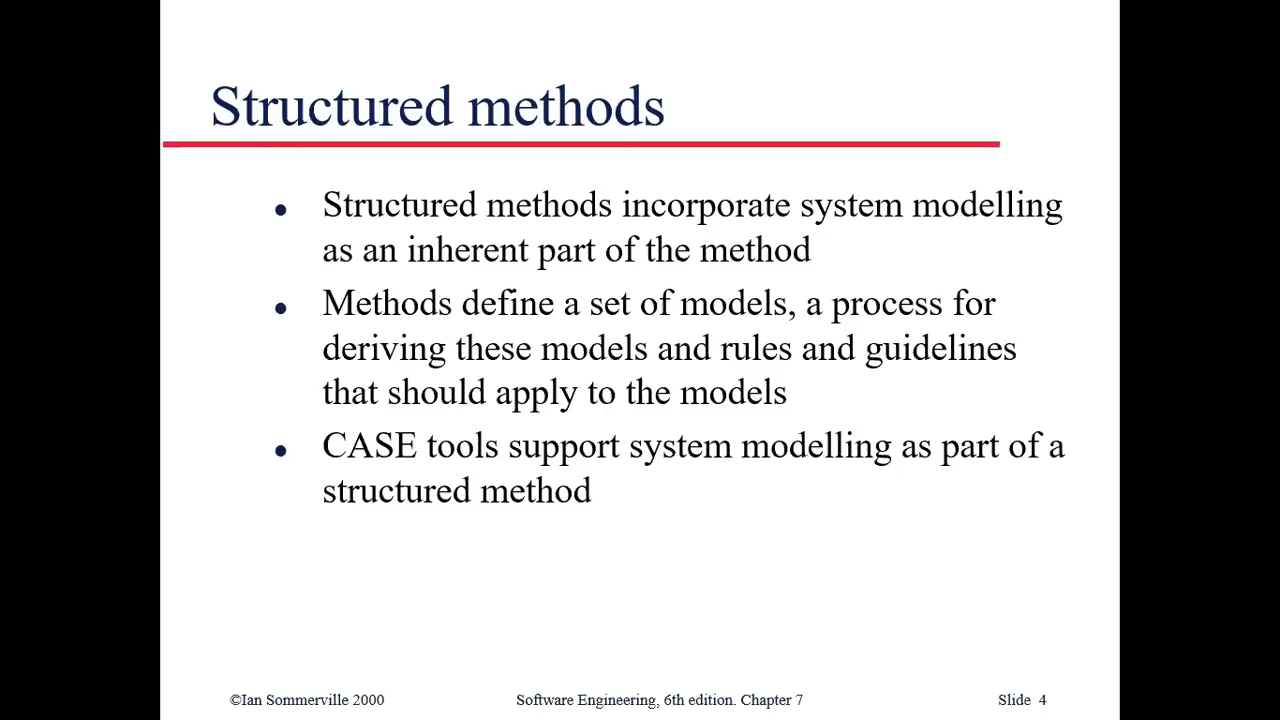 Structured methods
● Structured methods incorporate system modelling
as an inherent part of the method
● Methods define a set of models, a process for
deriving these models and rules and guidelines
that should apply to the models
● CASE tools support system modelling as part of a
structured method
©Ian Sommerville 2000 Software Engineering, 6th edition. Chapter 7 Slide 4